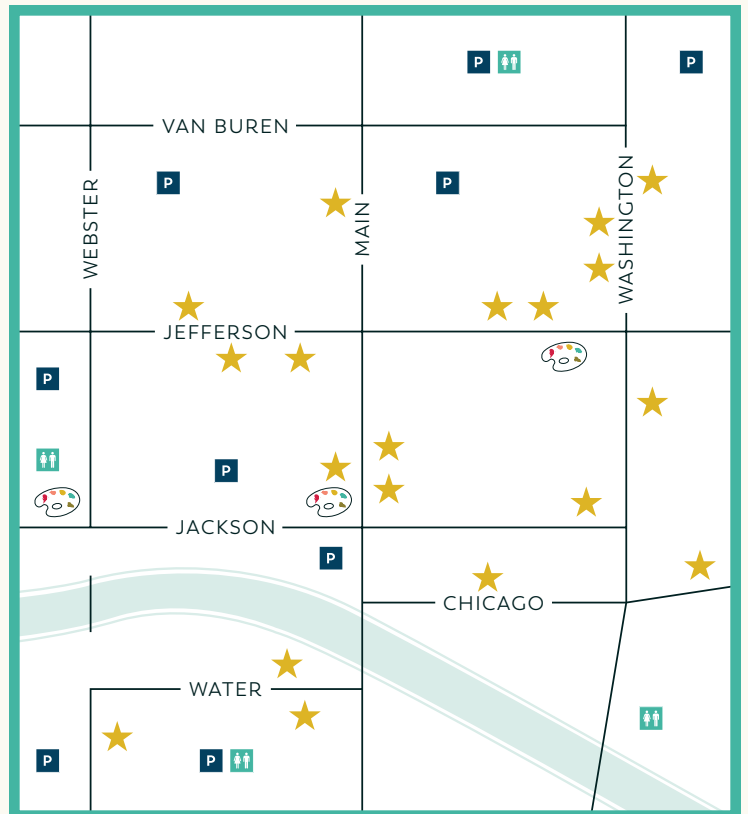 P
P
VAN BUREN
P
P
WEBSTER
MAIN
WASHINGTON
JEFFERSON
P
P
JACKSON
P
CHICAGO
WATER
P
P